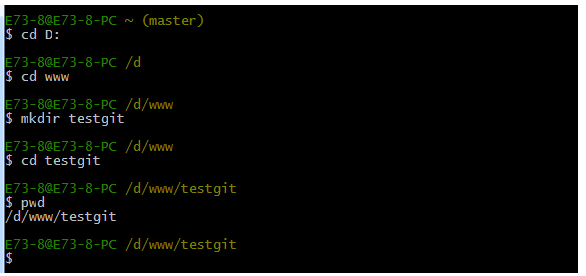 E73-8@E73-8-PC ~ (master)
$ cd D:
E73-8@E73-8-PC /d
$ cd www
E73-8@E73-8-PC /d/www
$ mkdir testgit
E73-8@E73-8-PC /d/www
$ cd testgit
E73-8@E73-8-PC /d/www/testgit
$ pwd
/d/www/testgit
E73-8@E73-8-PC /d/www/testgit
$